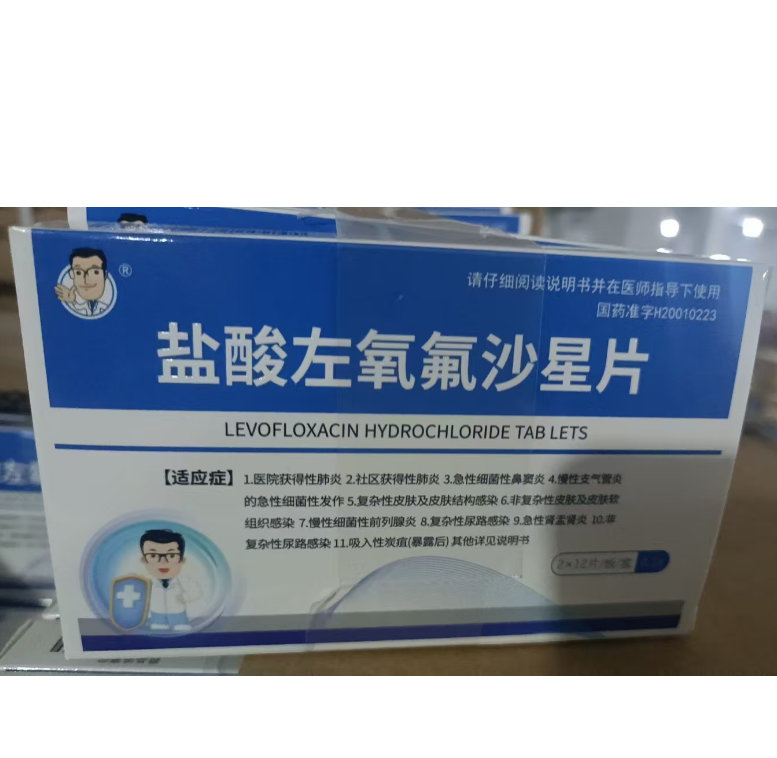 ®
请仔细阅读说明书并在医师指导下使用
国药准字H20010223
盐酸左氧氟沙星片
LEVOFLOXACIN HYDROCHLORIDE TAB LETS
【适应症】1.医院获得性肺炎 2.社区获得性肺炎 3.急性细菌性鼻窦炎 4.慢性支气管炎
的急性细菌性发作 5.复杂性皮肤及皮肤结构感染 6.非复杂性皮肤及皮肤软
组织感染 7.慢性细菌性前列腺炎 8.复杂性尿路感染 9.急性肾盂肾炎 10.非
复杂性尿路感染 11.吸入性炭疽(暴露后) 其他详见说明书
2×12片/板/盒